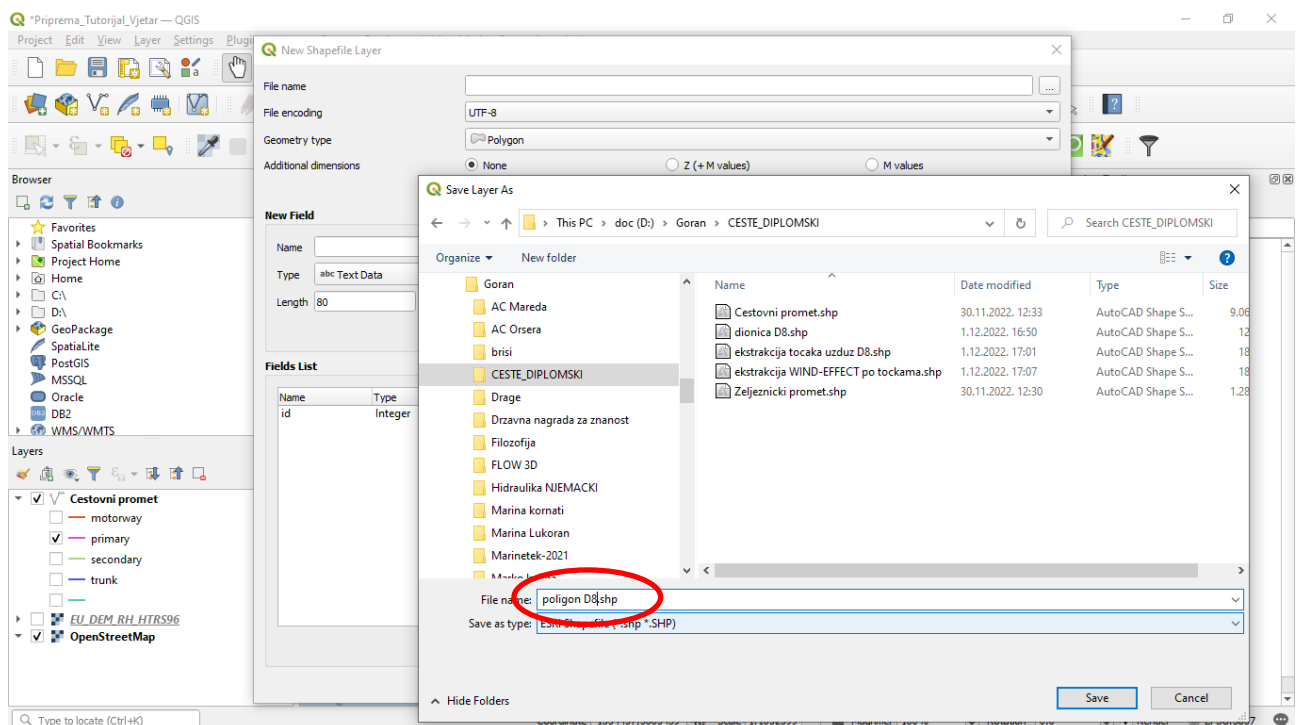 *Priprema_Tutorijal_Vjetar — QGIS
Project Edit View Layer Settings
New Shapefile Layer
File name
...
File encoding
UTF-8
Geometry type
Polygon
Additional dimensions
None
Z (+ M values)
M values
Browser
Favorites
Spatial Bookmarks
Project Home
Home
C:\
D:\
GeoPackage
SpatiaLite
PostGIS
MSSQL
Oracle
DB2
WMS/WMTS
Layers
Cestovni promet
motorway
primary
secondary
trunk
EU_DEM_RH_HTRS96
OpenStreetMap
Type to locate (Ctrl+K)
New Field
Name
Type
abc Text Data
Length
80
Fields List
Name Type
id Integer
Save Layer As
This PC > doc (D:) > Goran > CESTE_DIPLOMSKI
Search CESTE_DIPLOMSKI
Organize
New folder
Goran
AC Mareda
AC Orsera
brisi
CESTE_DIPLOMSKI
Drage
Drzavna nagrada za znanost
Filozofija
FLOW 3D
Hidraulika NJEMACKI
Marina kornati
Marina Lukoran
Marinetek-2021
Name Date modified Type Size
Cestovni promet.shp 30.11.2022. 12:33 AutoCAD Shape S... 9.06
dionica D8.shp 1.12.2022. 16:50 AutoCAD Shape S... 12
ekstrakcija tocaka uzduz D8.shp 1.12.2022. 17:01 AutoCAD Shape S... 18
ekstrakcija WIND-EFFECT po tockama.shp 1.12.2022. 17:07 AutoCAD Shape S... 18
Zeljeznicki promet.shp 30.11.2022. 12:30 AutoCAD Shape S... 1.28
File name: poligon D8.shp
Save as type: ESRI Shapefile (*.shp *.SHP)
Hide Folders
Save
Cancel